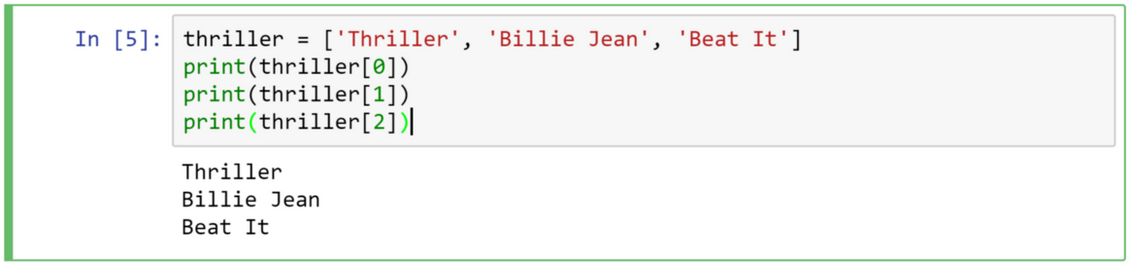 In [5]: thriller = ['Thriller', 'Billie Jean', 'Beat It']
print(thriller[0])
print(thriller[1])
print(thriller[2])
Thriller
Billie Jean
Beat It